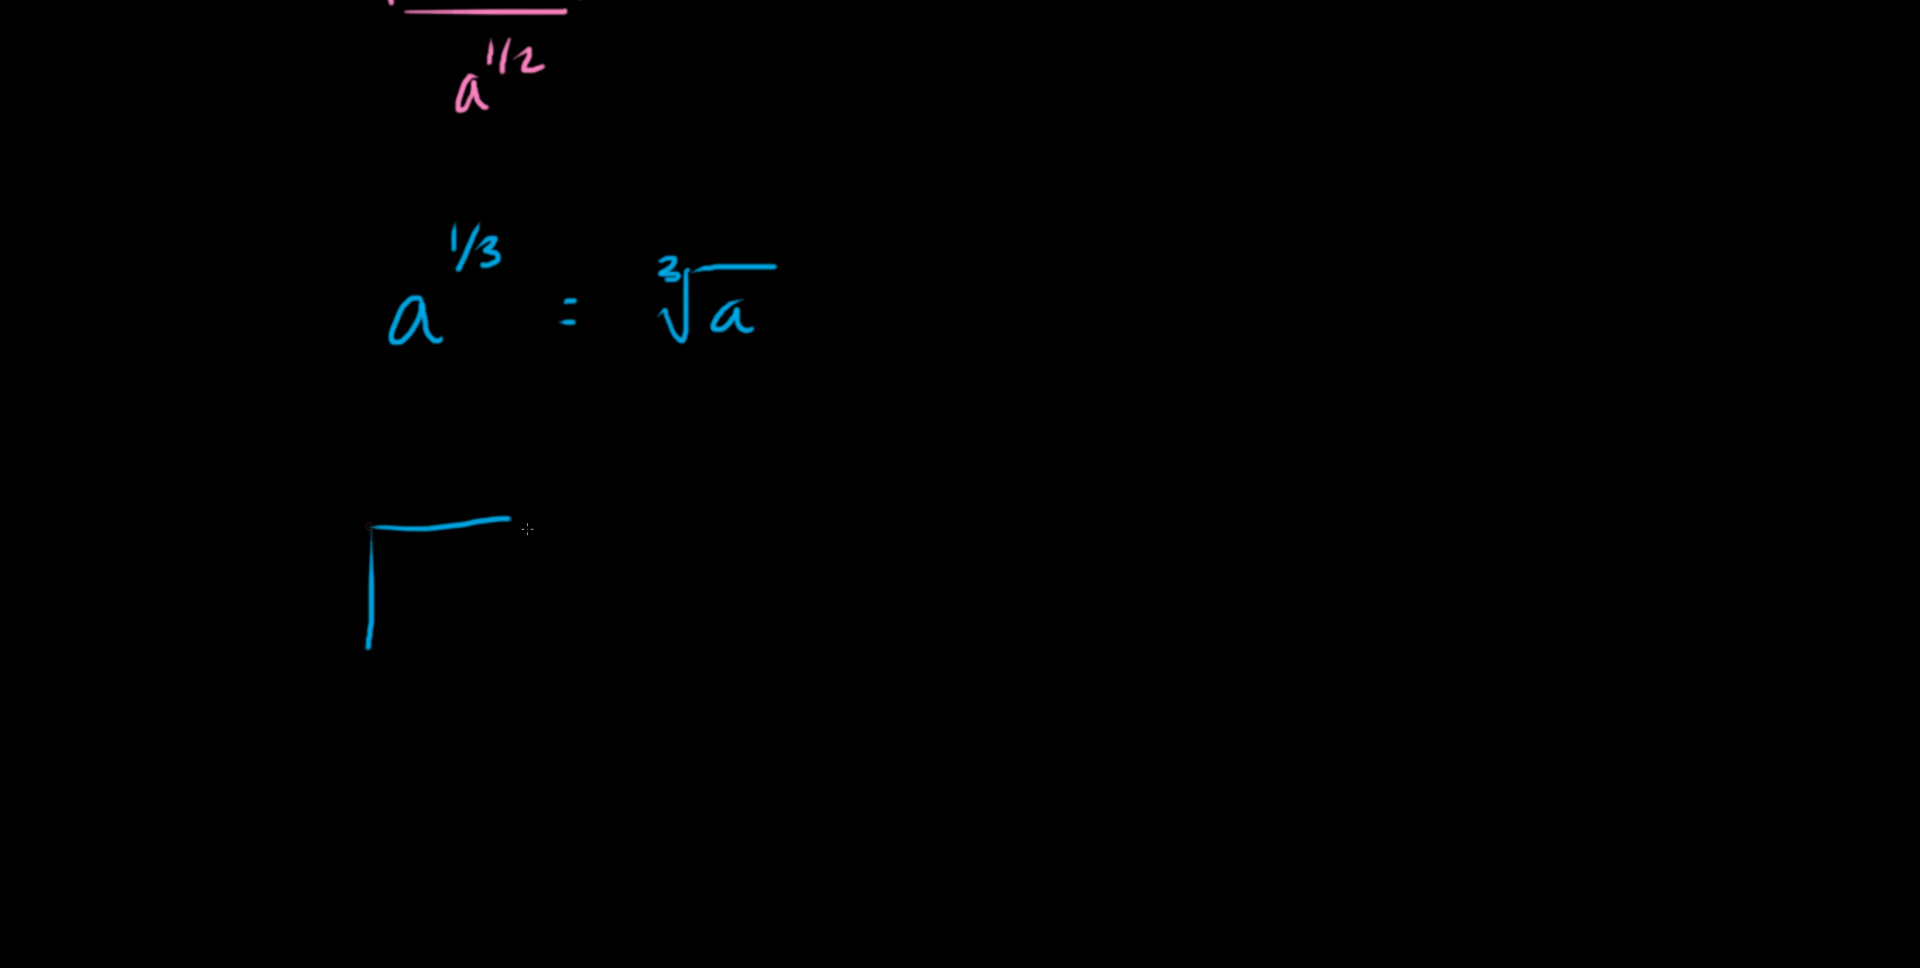 a^{1/2}
a^{1/3} = ∛a